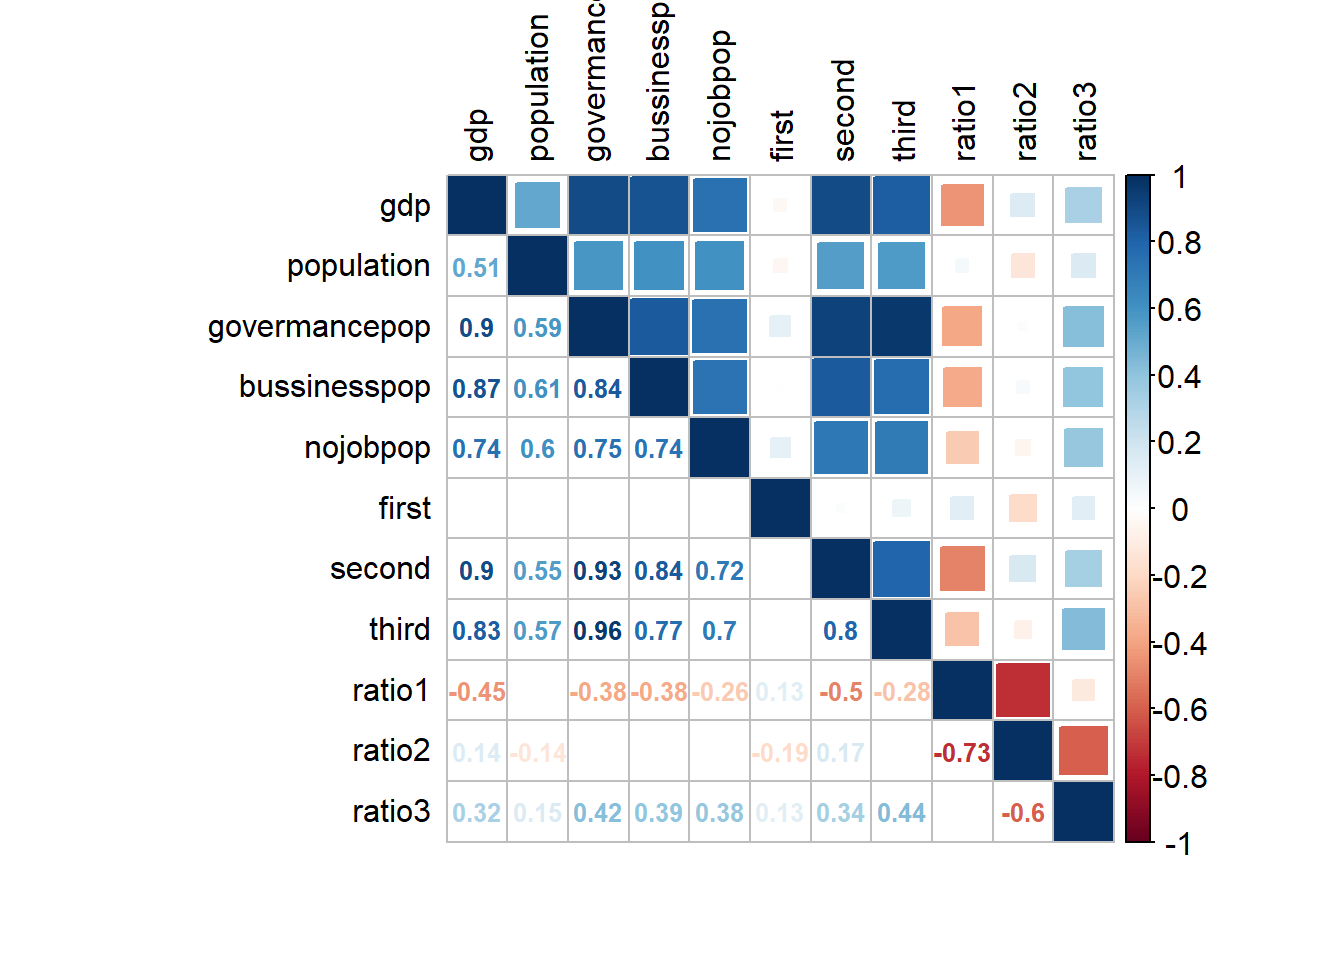 gdp population govermance bussinessp nojobpop first second third ratio1 ratio2 ratio3
gdp 1
population 0.51 0.8
govermancepop 0.9 0.59 0.6
bussinesspop 0.87 0.61 0.84 0.4
nojobpop 0.74 0.6 0.75 0.74 0.2
first 0
second 0.9 0.55 0.93 0.84 0.72 -0.2
third 0.83 0.57 0.96 0.77 0.7 0.8 -0.4
ratio1 -0.45 -0.38 -0.38 -0.26 0.13 -0.5 -0.28 -0.6
ratio2 0.14 -0.14 -0.19 0.17 -0.73 -0.8
ratio3 0.32 0.15 0.42 0.39 0.38 0.13 0.34 0.44 -0.6 -1